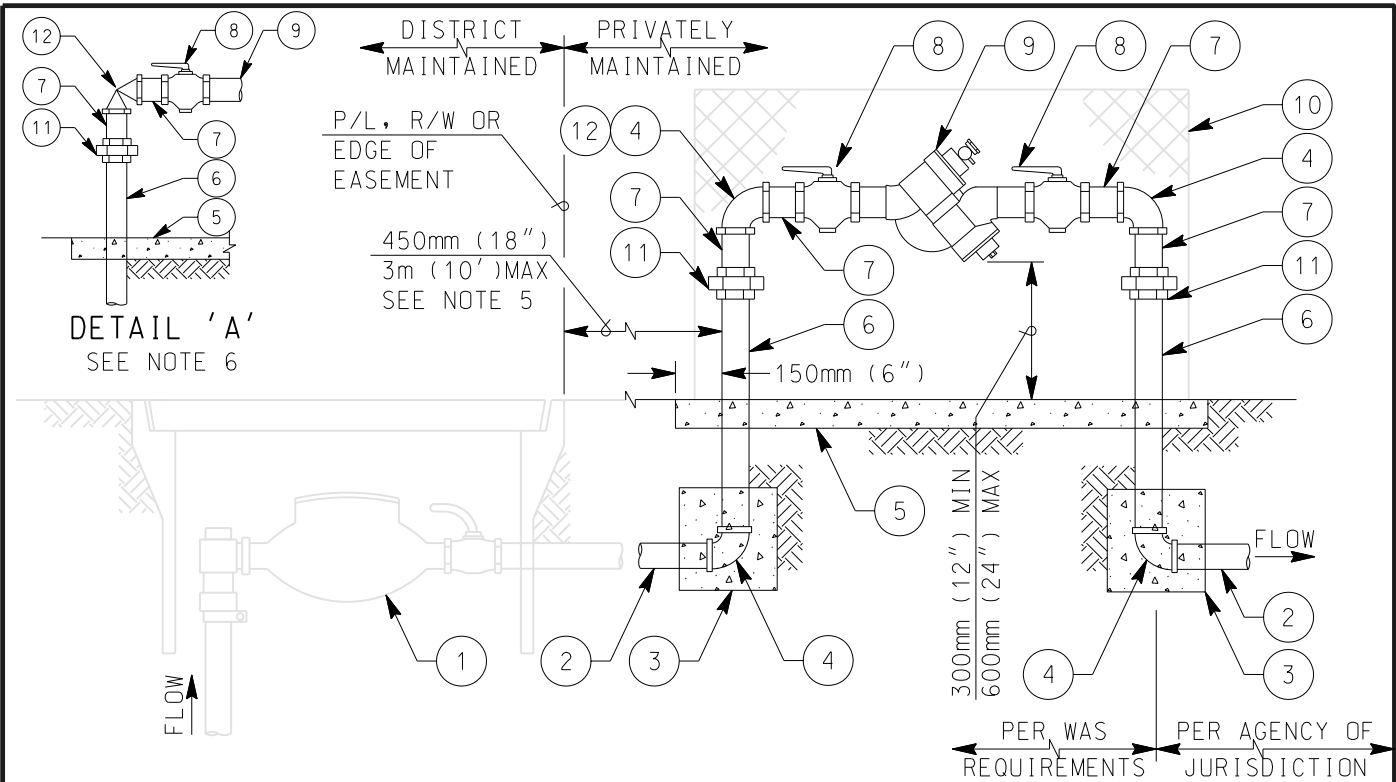 12
8
9
7
11
7
6
5
DETAIL 'A'
SEE NOTE 6
DISTRICT
MAINTAINED
PRIVATELY
MAINTAINED
P/L, R/W OR
EDGE OF
EASEMENT
450mm (18")
3m (10')MAX
SEE NOTE 5
8
9
8
7
10
12
4
4
7
7
11
7
11
6
6
150mm (6")
5
300mm (12") MIN
600mm (24") MAX
FLOW
FLOW
1
2
3
4
4
2
3
PER WAS
REQUIREMENTS
PER AGENCY OF
JURISDICTION